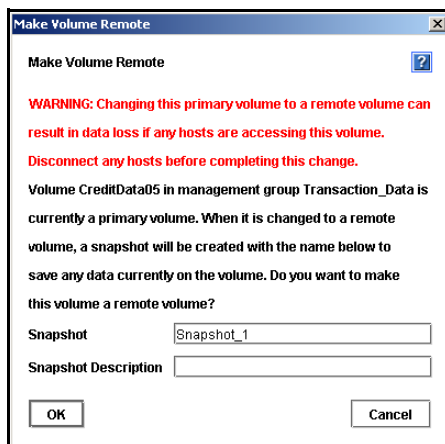 Make Volume Remote
Make Volume Remote
?
WARNING: Changing this primary volume to a remote volume can
result in data loss if any hosts are accessing this volume.
Disconnect any hosts before completing this change.
Volume CreditData05 in management group Transaction_Data is
currently a primary volume. When it is changed to a remote
volume, a snapshot will be created with the name below to
save any data currently on the volume. Do you want to make
this volume a remote volume?
Snapshot Snapshot_1
Snapshot Description
OK Cancel